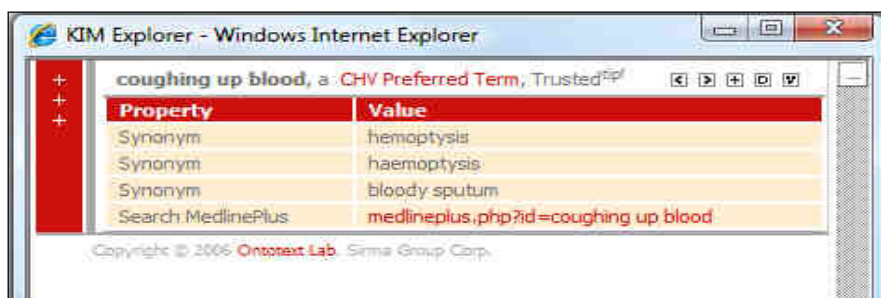 KIM Explorer - Windows Internet Explorer
coughing up blood, a CHV Preferred Term, Trusted tip!
Property Value
Synonym hemoptysis
Synonym haemoptysis
Synonym bloody sputum
Search MedlinePlus medlineplus.php?id=coughing up blood
Copyright © 2006 Ontotext Lab. Sirma Group Corp.